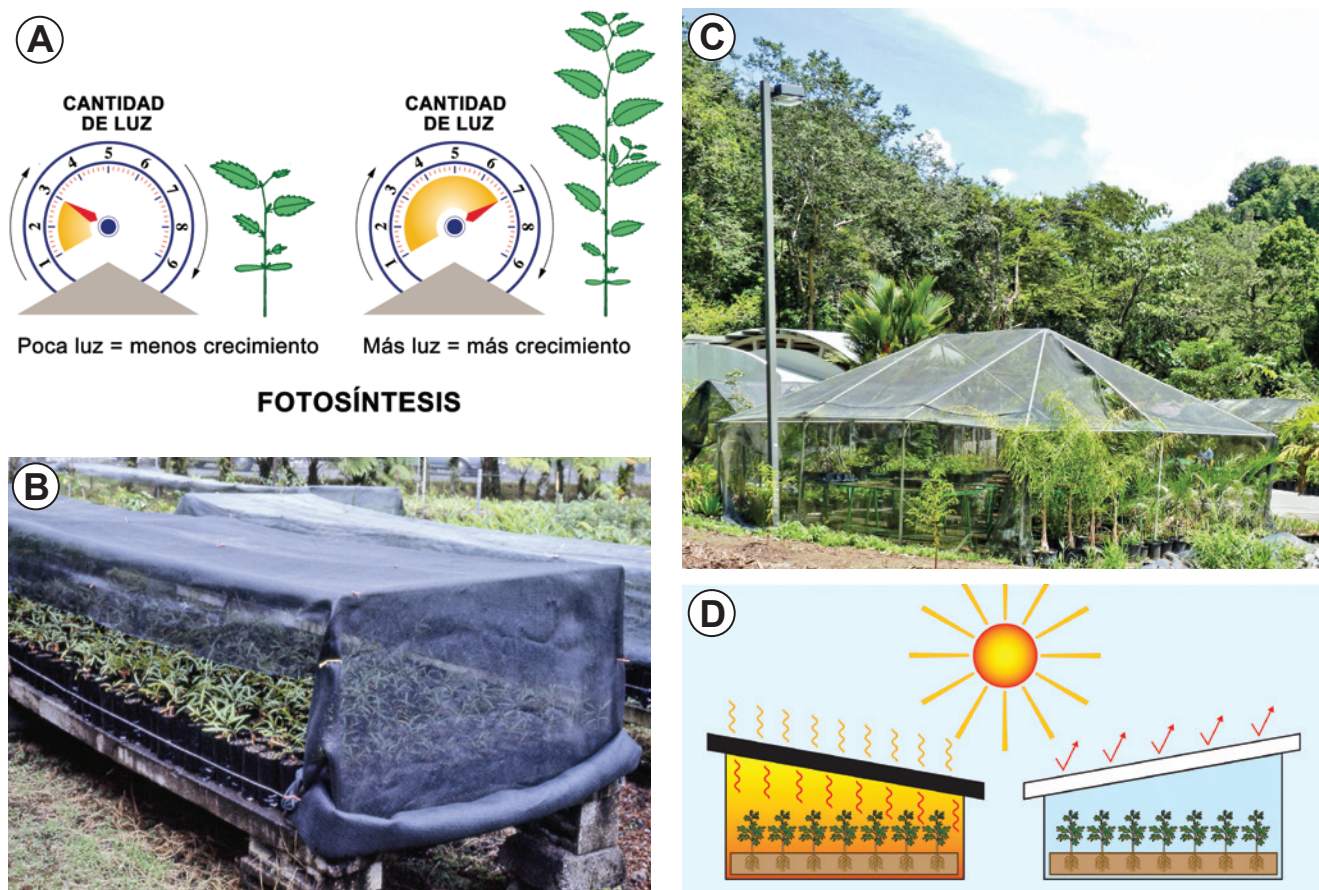 A
CANTIDAD
DE LUZ
1 2 3 4 5 6 7 8 9
Poca luz = menos crecimiento
CANTIDAD
DE LUZ
1 2 3 4 5 6 7 8 9
Más luz = más crecimiento
FOTOSÍNTESIS
B
C
D